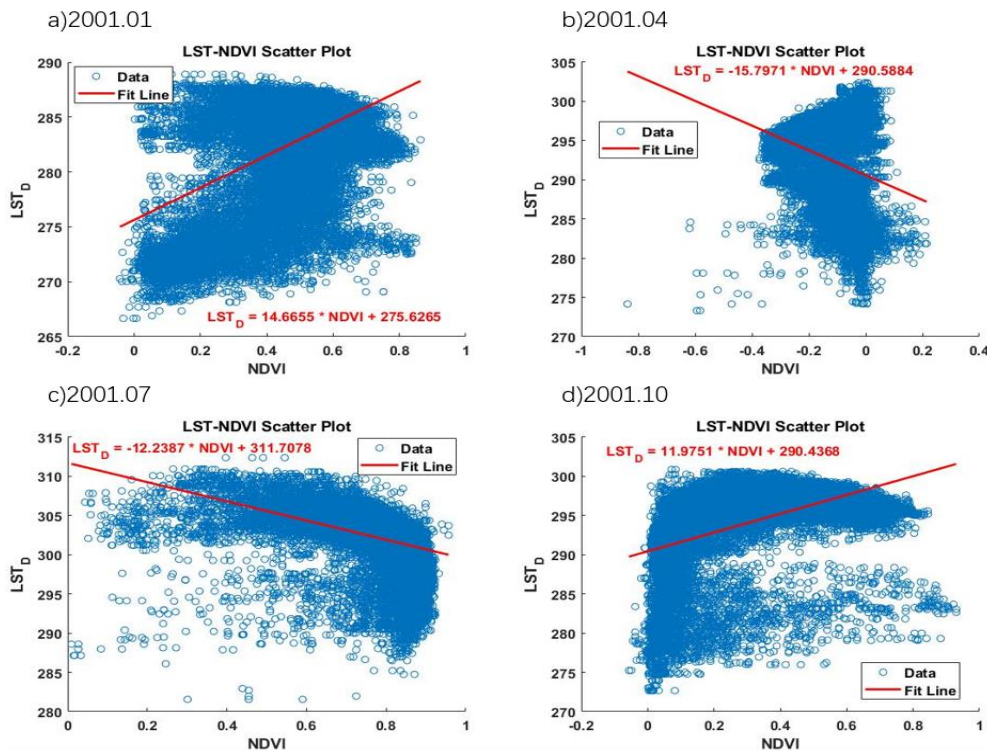 a)2001.01
LST-NDVI Scatter Plot
290
285
280
275
270
265
LST_D
Data
Fit Line
LST_D = 14.6655 * NDVI + 275.6265
-0.2
0
0.2
0.4
0.6
0.8
1
NDVI
b)2001.04
LST-NDVI Scatter Plot
305
300
295
290
285
280
275
270
LST_D
LST_D = -15.7971 * NDVI + 290.5884
Data
Fit Line
-1
-0.8
-0.6
-0.4
-0.2
0
0.2
0.4
NDVI
c)2001.07
LST-NDVI Scatter Plot
315
310
305
300
295
290
285
280
LST_D
LST_D = -12.2387 * NDVI + 311.7078
Data
Fit Line
0
0.2
0.4
0.6
0.8
1
NDVI
d)2001.10
LST-NDVI Scatter Plot
305
300
295
290
285
280
275
270
LST_D
LST_D = 11.9751 * NDVI + 290.4368
Data
Fit Line
-0.2
0
0.2
0.4
0.6
0.8
1
NDVI